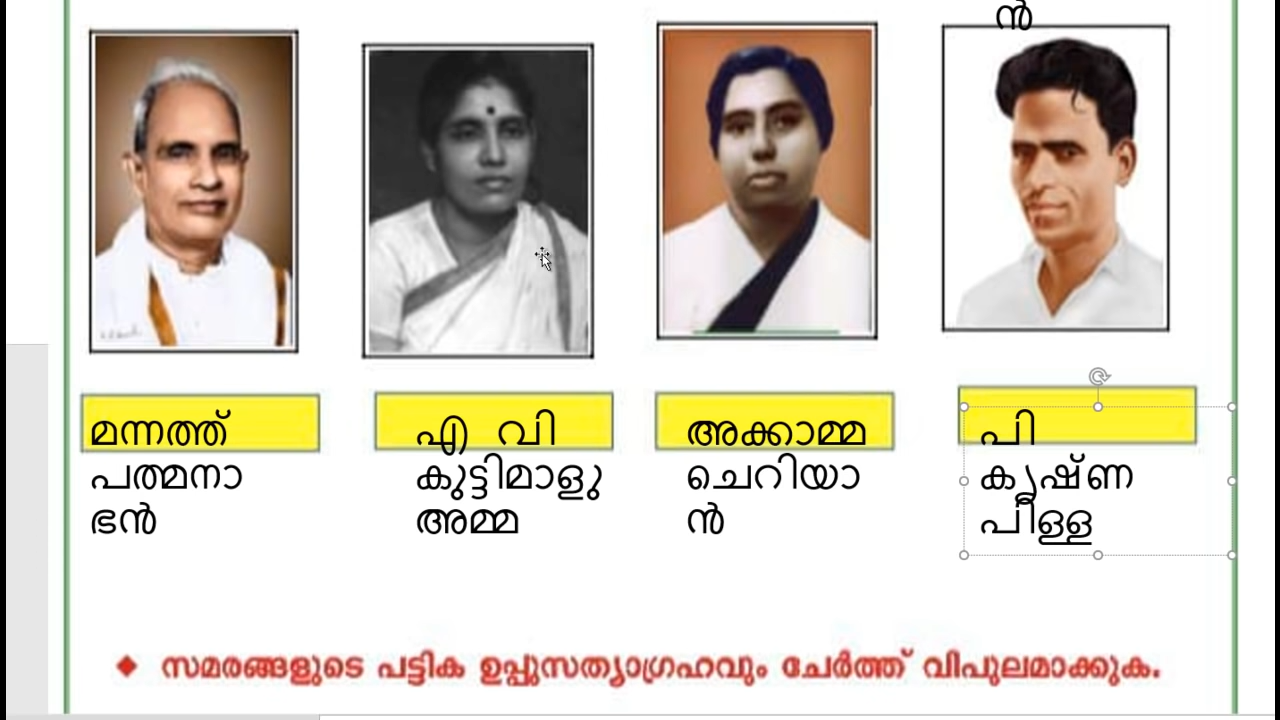 ൻ
മന്നത്ത്
പത്മനാ
ഭൻ
എ വി
കുട്ടിമാളു
അമ്മ
അക്കാമ്മ
ചെറിയാ
ൻ
പി
കൃഷ്ണ
പിള്ള
◆ സമരങ്ങളുടെ പട്ടിക ഉപ്പുസത്യാഗ്രഹവും ചേർത്ത് വിപുലമാക്കുക.